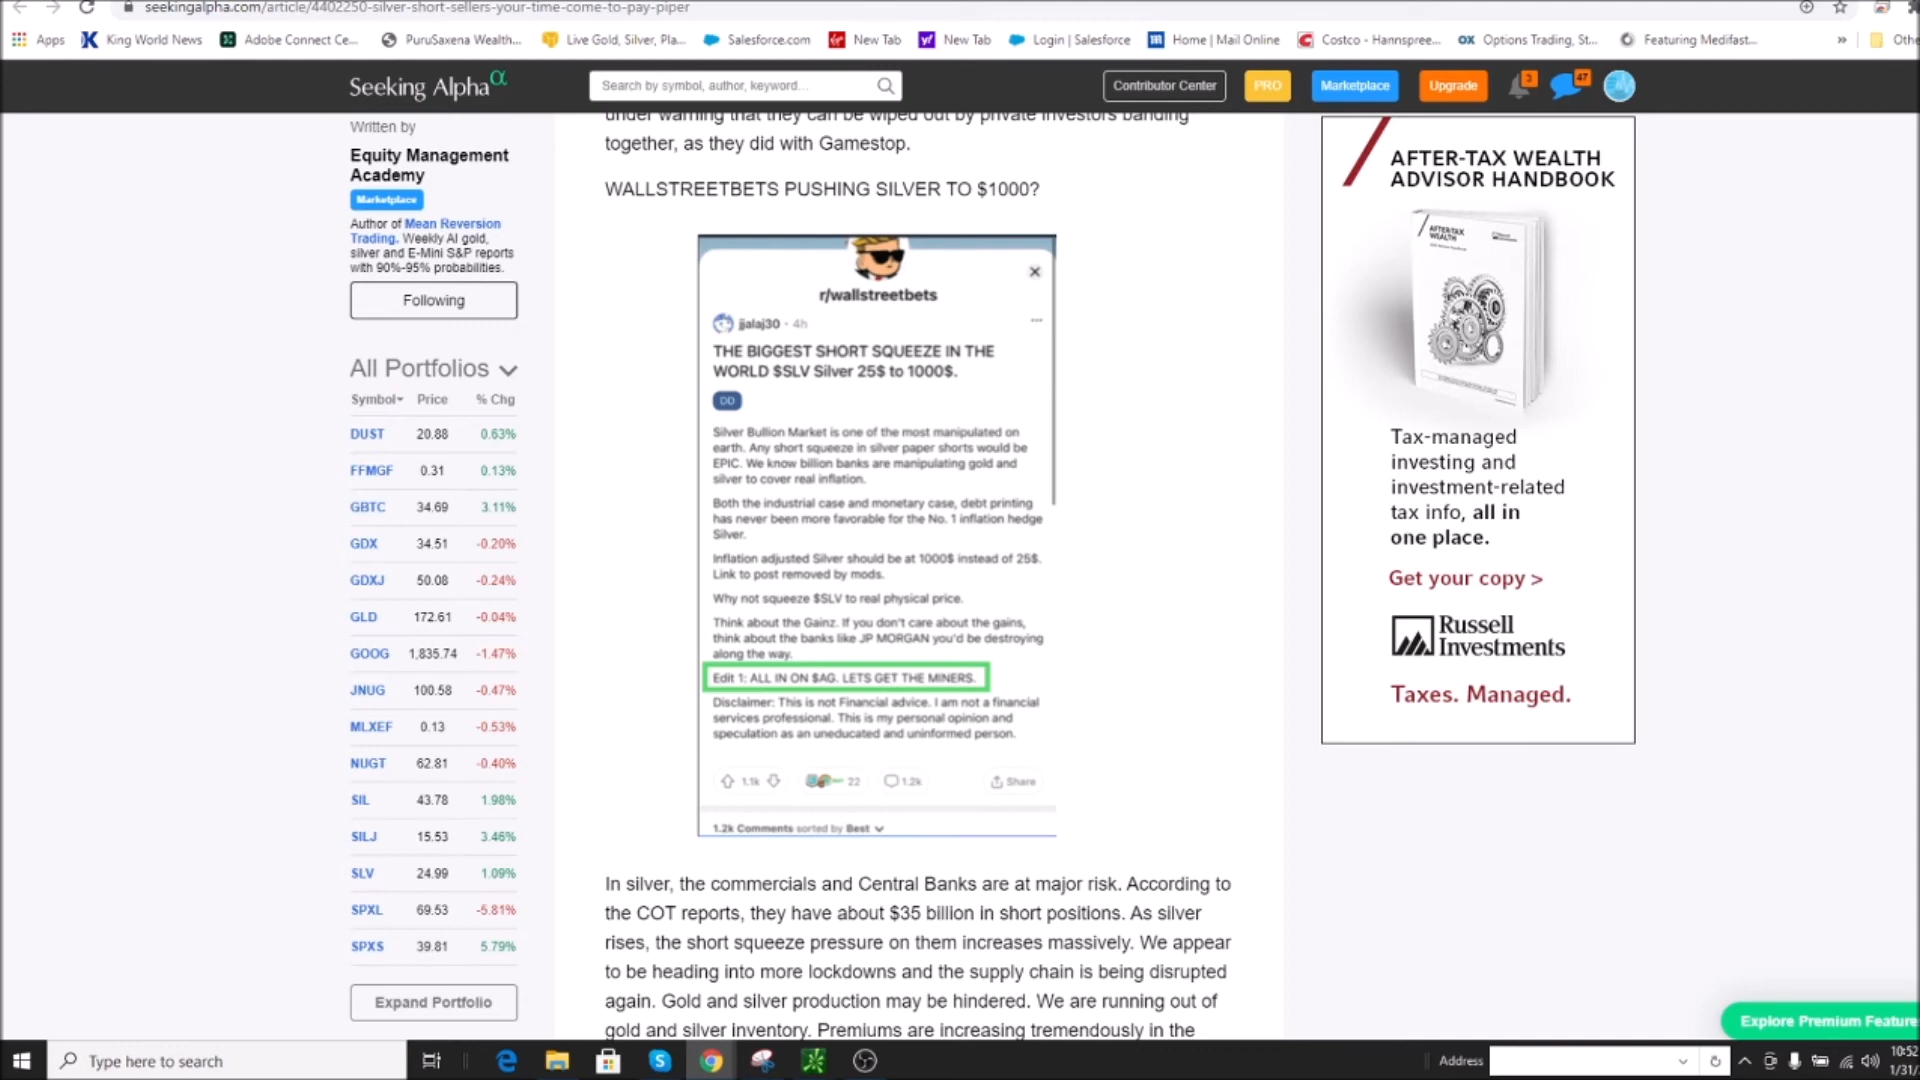 seekingalpha.com/article/4402250-silver-short-sellers-your-time-come-to-pay-piper
Apps King World News Adobe Connect Ce... PuruSaxena Wealth... Live Gold, Silver, Pla... Salesforce.com New Tab New Tab Login | Salesforce Home | Mail Online Costco - Hannspree... Options Trading, St... Featuring Medifast... » Othe
Seeking Alpha α Search by symbol, author, keyword... Contributor Center PRO Marketplace Upgrade 3 47
Written by
Equity Management
Academy
Marketplace
Author of Mean Reversion
Trading. Weekly AI gold,
silver and E-Mini S&P reports
with 90%-95% probabilities.
Following
All Portfolios
Symbol Price % Chg
DUST 20.88 0.63%
FFMGF 0.31 0.13%
GBTC 34.69 3.11%
GDX 34.51 -0.20%
GDXJ 50.08 -0.24%
GLD 172.61 -0.04%
GOOG 1,835.74 -1.47%
JNUG 100.58 -0.47%
MLXEF 0.13 -0.53%
NUGT 62.81 -0.40%
SIL 43.78 1.98%
SILJ 15.53 3.46%
SLV 24.99 1.09%
SPXL 69.53 -5.81%
SPXS 39.81 5.79%
Expand Portfolio
under warning that they can be wiped out by private investors banding
together, as they did with Gamestop.
WALLSTREETBETS PUSHING SILVER TO $1000?
r/wallstreetbets
jjalaj30 · 4h
THE BIGGEST SHORT SQUEEZE IN THE
WORLD $SLV Silver 25$ to 1000$.
DD
Silver Bullion Market is one of the most manipulated on
earth. Any short squeeze in silver paper shorts would be
EPIC. We know billion banks are manipulating gold and
silver to cover real inflation.
Both the industrial case and monetary case, debt printing
has never been more favorable for the No. 1 inflation hedge
Silver.
Inflation adjusted Silver should be at 1000$ instead of 25$.
Link to post removed by mods.
Why not squeeze $SLV to real physical price.
Think about the Gainz. If you don't care about the gains,
think about the banks like JP MORGAN you'd be destroying
along the way.
Edit 1: ALL IN ON $AG. LETS GET THE MINERS.
Disclaimer: This is not Financial advice. I am not a financial
services professional. This is my personal opinion and
speculation as an uneducated and uninformed person.
1.1k 22 1.2k Share
1.2k Comments sorted by Best
In silver, the commercials and Central Banks are at major risk. According to
the COT reports, they have about $35 billion in short positions. As silver
rises, the short squeeze pressure on them increases massively. We appear
to be heading into more lockdowns and the supply chain is being disrupted
again. Gold and silver production may be hindered. We are running out of
gold and silver inventory. Premiums are increasing tremendously in the
AFTER-TAX WEALTH
ADVISOR HANDBOOK
AFTER-TAX
WEALTH
Tax-managed
investing and
investment-related
tax info, all in
one place.
Get your copy >
Russell
Investments
Taxes. Managed.
Explore Premium Feature
Type here to search
Address
10:52
1/31/